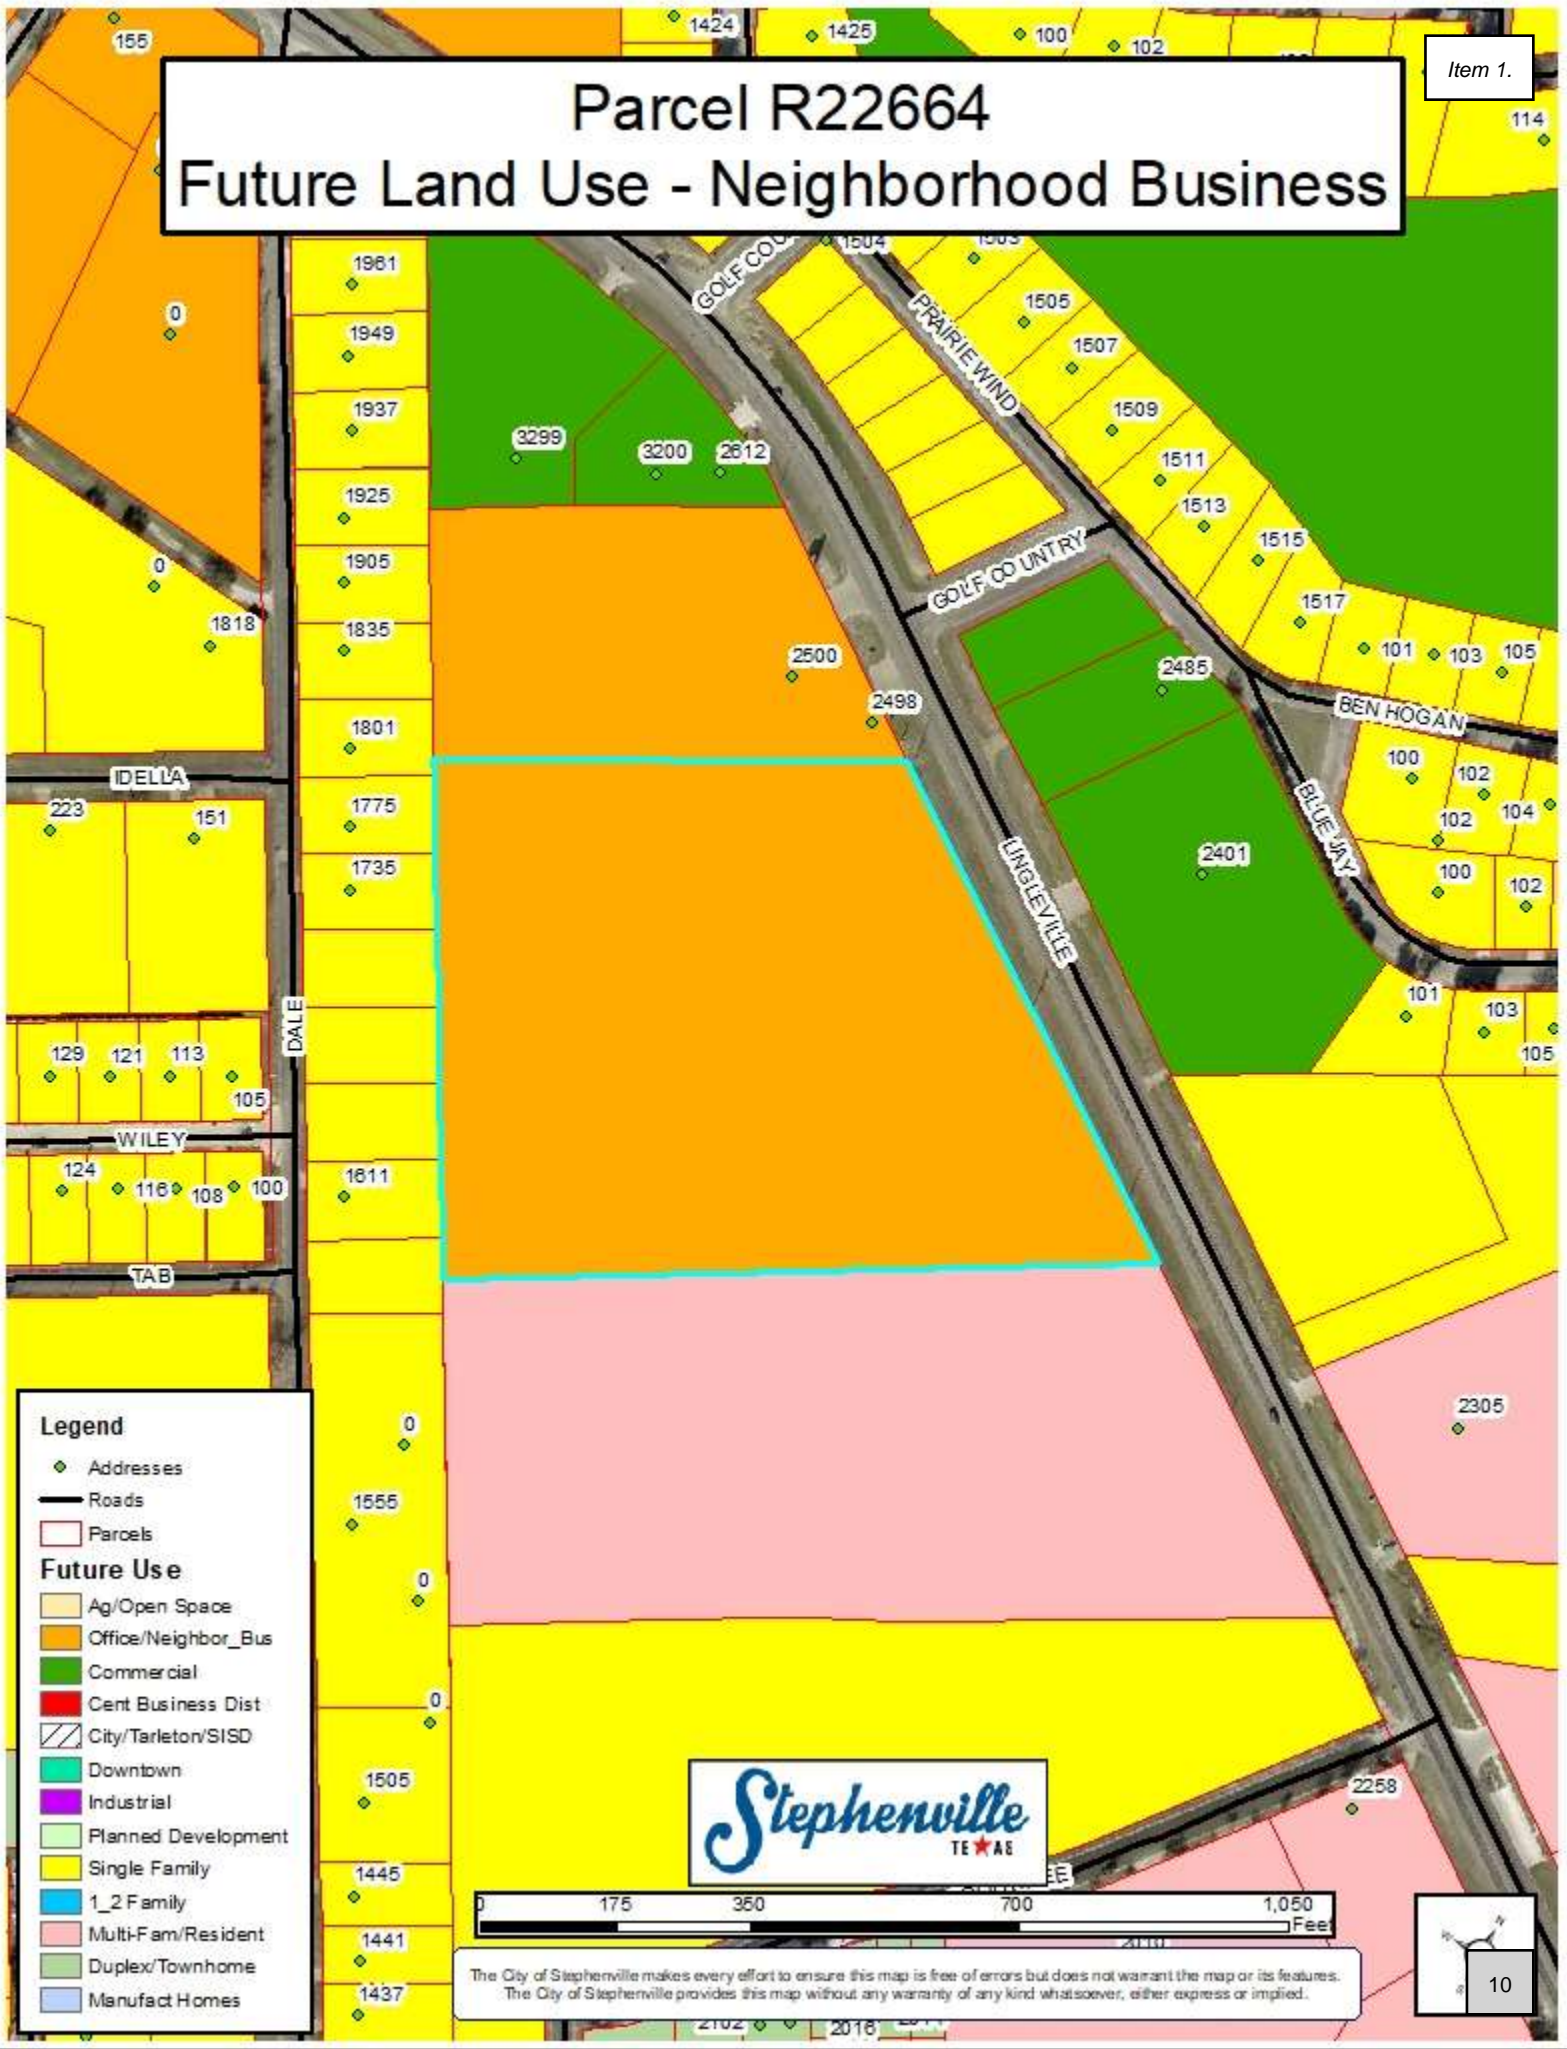 155
1424
1425
100
102
Item 1.
114
Parcel R22664
Future Land Use - Neighborhood Business
1961
1504
1503
0
1949
1505
PRAIRIE WIND
1507
1937
1509
3299
3200
2612
1511
1925
1513
1515
1905
GOLF COUNTRY
0
1517
1818
1835
101
103
105
2500
2485
2498
BEN HOGAN
1801
IDELLA
100
102
223
151
1775
104
BLUE JAY
102
2401
1735
LINGLEVILLE
100
102
101
103
DALE
105
129
121
113
105
WILEY
124
116
108
100
1611
TAB
2305
0
Legend
Addresses
Roads
Parcels
1555
Future Use
0
Ag/Open Space
Office/Neighbor_Bus
Commercial
Cent Business Dist
0
City/Tarleton/SISD
Downtown
Industrial
1505
Planned Development
Single Family
1_2 Family
Multi-Fam/Resident
Duplex/Townhome
Manufact Homes
2258
Stephenville
TEXAS
1445
0 175 350 700 1,050
Feet
1441
1437
The City of Stephenville makes every effort to ensure this map is free of errors but does not warrant the map or its features.
The City of Stephenville provides this map without any warranty of any kind whatsoever, either express or implied.
N
10
2102
2016